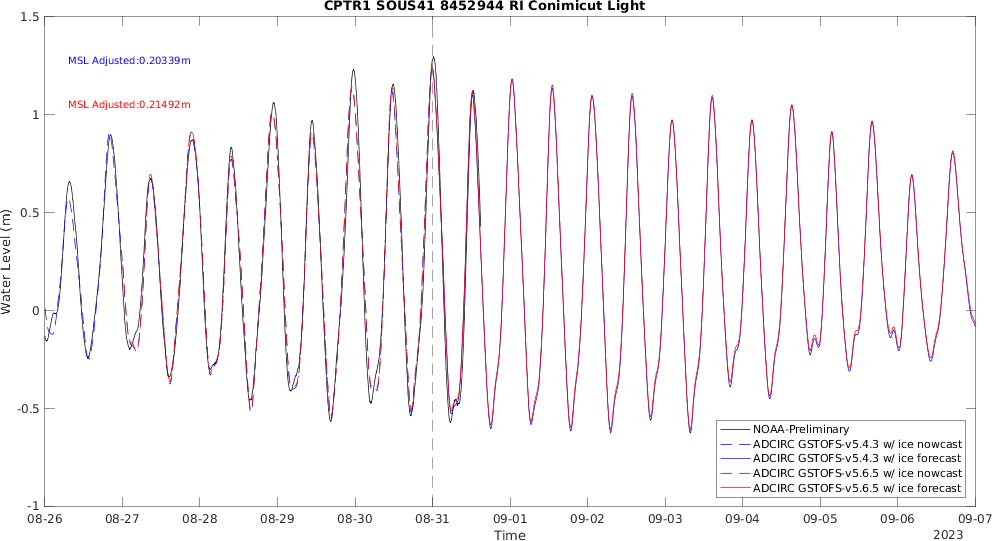 CPTR1 SOUS41 8452944 RI Conimicut Light
1.5
MSL Adjusted:0.20339m
MSL Adjusted:0.21492m
1
0.5
0
-0.5
-1
Water Level (m)
NOAA-Preliminary
ADCIRC GSTOFS-v5.4.3 w/ ice nowcast
ADCIRC GSTOFS-v5.4.3 w/ ice forecast
ADCIRC GSTOFS-v5.6.5 w/ ice nowcast
ADCIRC GSTOFS-v5.6.5 w/ ice forecast
08-26 08-27 08-28 08-29 08-30 08-31 09-01 09-02 09-03 09-04 09-05 09-06 09-07
Time
2023